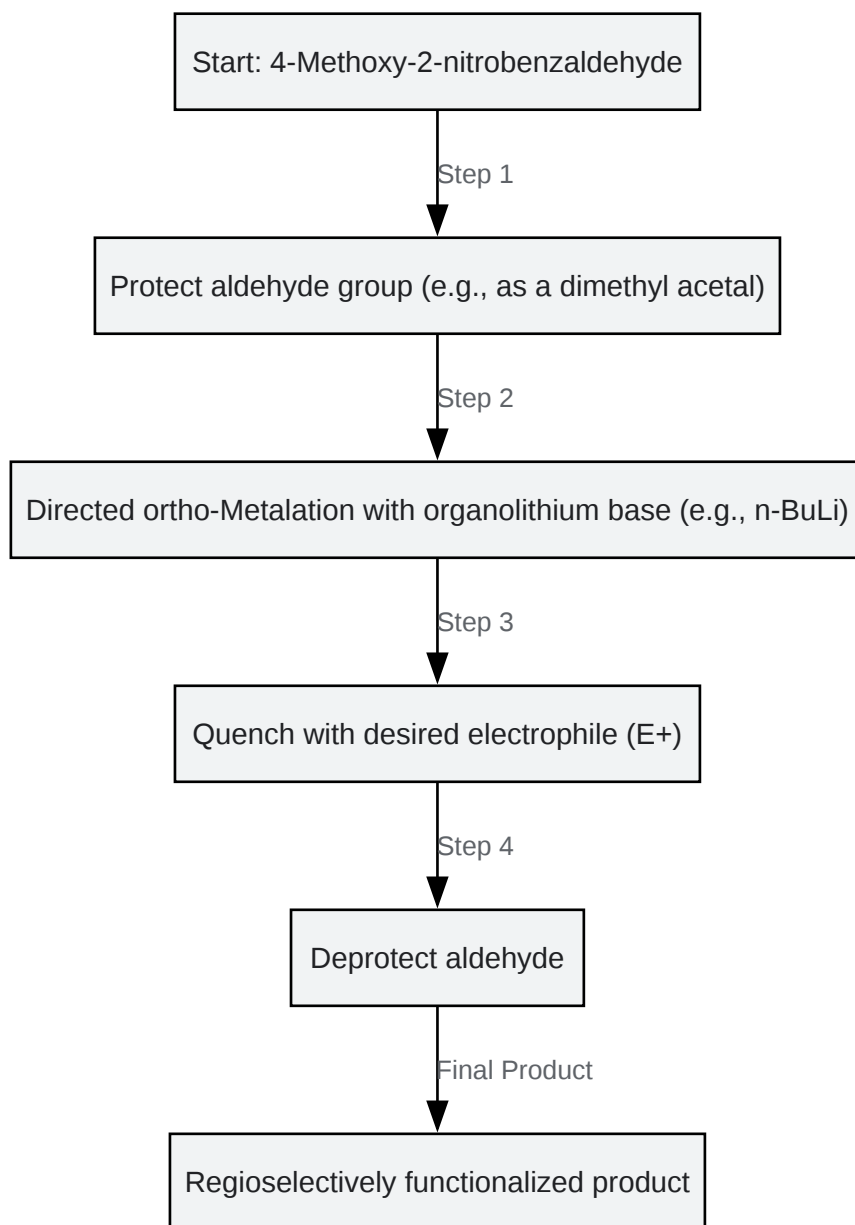 Start: 4-Methoxy-2-nitrobenzaldehyde
Step 1
Protect aldehyde group (e.g., as a dimethyl acetal)
Step 2
Directed ortho-Metalation with organolithium base (e.g., n-BuLi)
Step 3
Quench with desired electrophile (E+)
Step 4
Deprotect aldehyde
Final Product
Regioselectively functionalized product